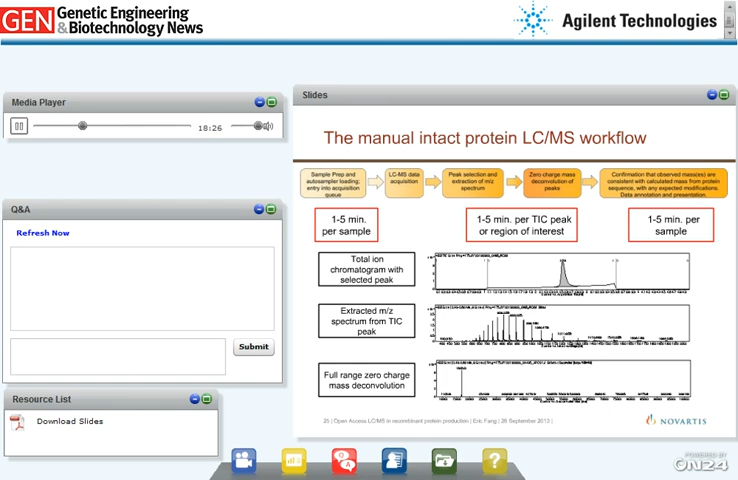 GEN Genetic Engineering
& Biotechnology News
Agilent Technologies
Media Player
18:26
Q&A
Refresh Now
Submit
Resource List
Download Slides
Slides
The manual intact protein LC/MS workflow
Sample Prep and
autosampler loading;
entry into acquisition
queue
LC-MS data
acquisition
Peak selection and
extraction of m/z
spectrum
Zero charge mass
deconvolution of
peaks
Confirmation that observed mass(es) are
consistent with calculated mass from protein
sequence, with any expected modifications.
Data annotation and presentation.
1-5 min.
per sample
1-5 min. per TIC peak
or region of interest
1-5 min. per
sample
Total ion
chromatogram with
selected peak
Extracted m/z
spectrum from TIC
peak
Full range zero charge
mass deconvolution
25 | Open Access LC/MS in recombinant protein production | Eric Fang | 26 September 2013 |
NOVARTIS
Q
A
?
POWERED BY
ON24